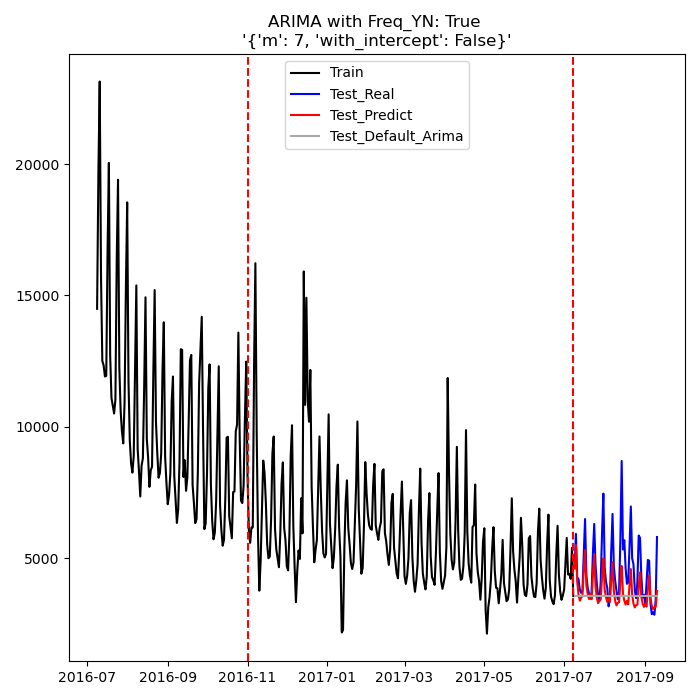 ARIMA with Freq_YN: True
'{'m': 7, 'with_intercept': False}'
Train
Test_Real
Test_Predict
Test_Default_Arima
20000
15000
10000
5000
2016-07 2016-09 2016-11 2017-01 2017-03 2017-05 2017-07 2017-09